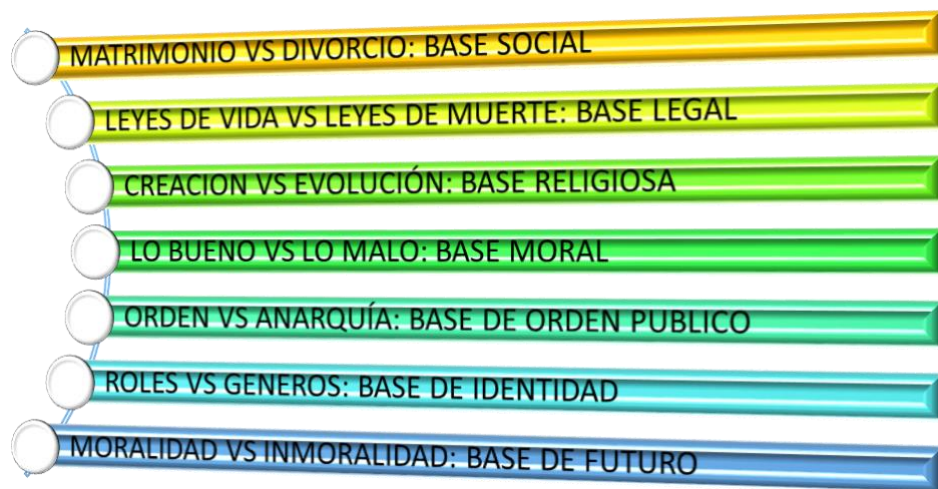 MATRIMONIO VS DIVORCIO: BASE SOCIAL
LEYES DE VIDA VS LEYES DE MUERTE: BASE LEGAL
CREACION VS EVOLUCIÓN: BASE RELIGIOSA
LO BUENO VS LO MALO: BASE MORAL
ORDEN VS ANARQUÍA: BASE DE ORDEN PUBLICO
ROLES VS GENEROS: BASE DE IDENTIDAD
MORALIDAD VS INMORALIDAD: BASE DE FUTURO